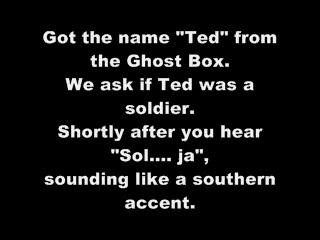 Got the name "Ted" from
the Ghost Box.
We ask if Ted was a
soldier.
Shortly after you hear
"Sol.... ja",
sounding like a southern
accent.